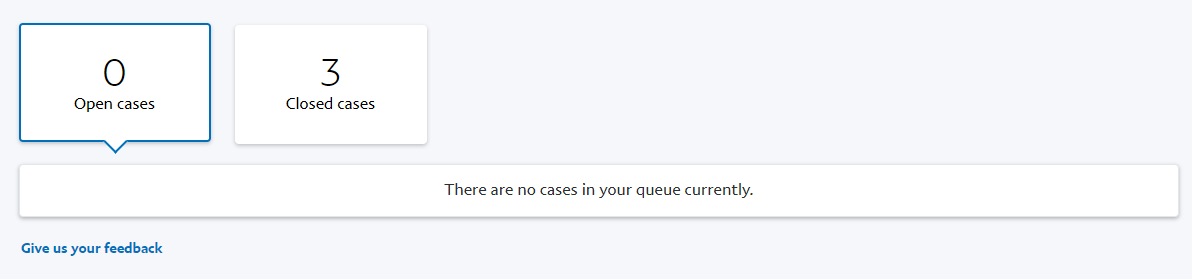 0
Open cases
3
Closed cases
There are no cases in your queue currently.
Give us your feedback